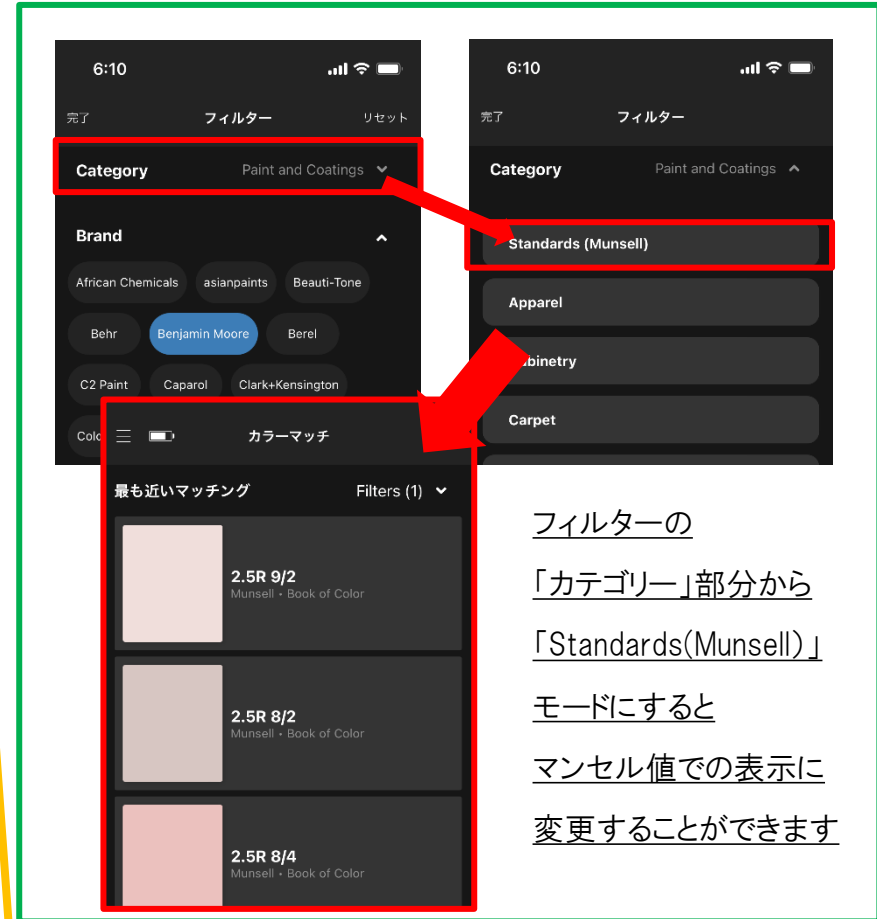 6:10
完了 フィルター リセット
Category Paint and Coatings
Brand
African Chemicals asianpaints Beauti-Tone
Behr Benjamin Moore Berel
C2 Paint Caparol Clark+Kensington
6:10
完了 フィルター
Category Paint and Coatings
Standards (Munsell)
Apparel
Carpet
カラーマッチ
最も近いマッチング Filters (1)
2.5R 9/2
Munsell • Book of Color
2.5R 8/2
Munsell • Book of Color
2.5R 8/4
Munsell • Book of Color
フィルターの
「カテゴリー」部分から
「Standards(Munsell)」
モードにすると
マンセル値での表示に
変更することができます